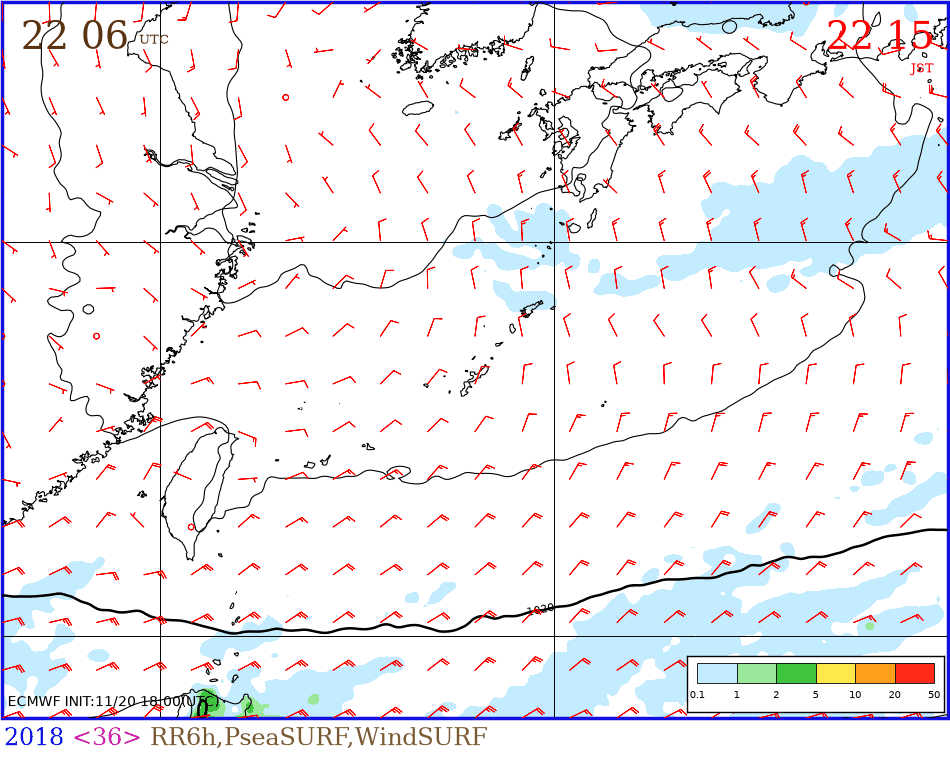 22 06 UTC
22 15
JST
1020
ECMWF INIT:11/20 18:00(UTC)
0.1 1 2 5 10 20 50
2018 <36> RR6h,PseaSURF,WindSURF